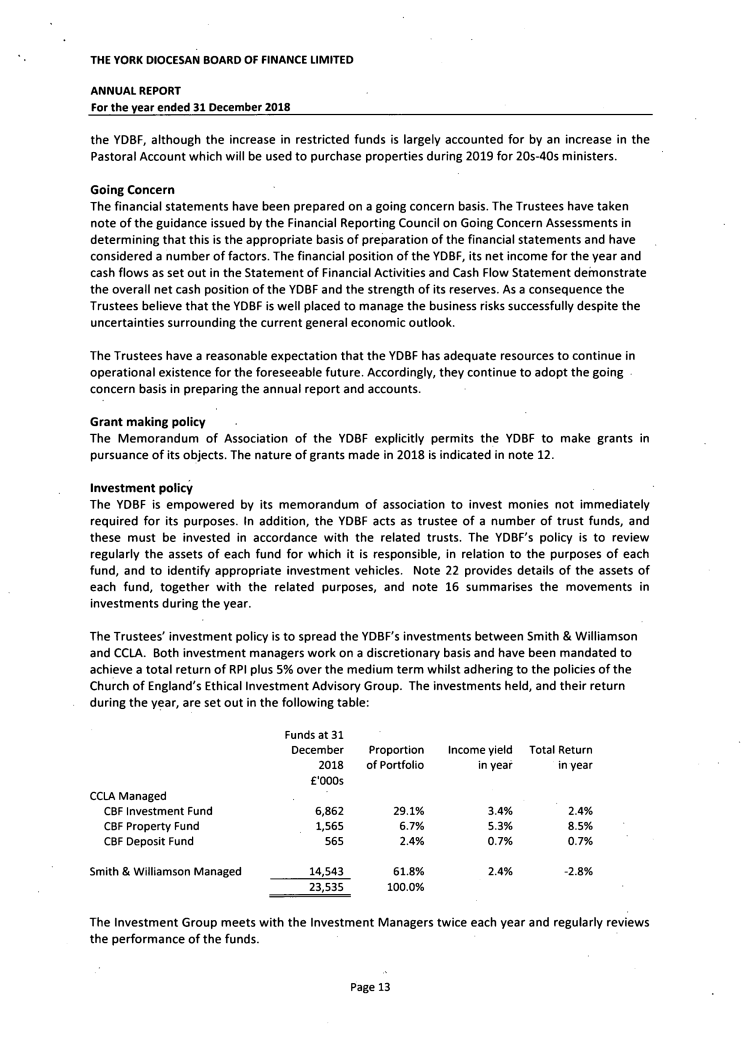 THE YORK DIOCESAN BOARD OF FINANCE LIMITED
ANNUAL REPORT
For the year ended 31 December 2018
the YDBF, although the increase in restricted funds is largely accounted for by an increase in the
Pastoral Account which will be used to purchase properties during 2019 for 20s-40s ministers.
Going Concern
The financial statements have been prepared on a going concern basis. The Trustees have taken
note of the guidance issued by the Financial Reporting Council on Going Concern Assessments in
determining that this is the appropriate basis of preparation of the financial statements and have
considered a number of factors. The financial position of the YDBF, its net income for the year and
cash flows as set out in the Statement of Financial Activities and Cash Flow Statement demonstrate
the overall net cash position of the YDBF and the strength of its reserves. As a consequence the
Trustees believe that the YDBF is well placed to manage the business risks successfully despite the
uncertainties surrounding the current general economic outlook.
The Trustees have a reasonable expectation that the YDBF has adequate resources to continue in
operational existence for the foreseeable future. Accordingly, they continue to adopt the going
concern basis in preparing the annual report and accounts.
Grant making policy
The Memorandum of Association of the YDBF explicitly permits the YDBF to make grants in
pursuance of its objects. The nature of grants made in 2018 is indicated in note 12.
Investment policy
The YDBF is empowered by its memorandum of association to invest monies not immediately
required for its purposes. In addition, the YDBF acts as trustee of a number of trust funds, and
these must be invested in accordance with the related trusts. The YDBF's policy is to review
regularly the assets of each fund for which it is responsible, in relation to the purposes of each
fund, and to identify appropriate investment vehicles. Note 22 provides details of the assets of
each fund, together with the related purposes, and note 16 summarises the movements in
investments during the year.
The Trustees' investment policy is to spread the YDBF's investments between Smith & Williamson
and CCLA. Both investment managers work on a discretionary basis and have been mandated to
achieve a total return of RPI plus 5% over the medium term whilst adhering to the policies of the
Church of England's Ethical Investment Advisory Group. The investments held, and their return
during the year, are set out in the following table:
Funds at 31
December Proportion Income yield Total Return
2018 of Portfolio in year in year
£'000s
CCLA Managed
CBF Investment Fund 6,862 29.1% 3.4% 2.4%
CBF Property Fund 1,565 6.7% 5.3% 8.5%
CBF Deposit Fund 565 2.4% 0.7% 0.7%
Smith & Williamson Managed 14,543 61.8% 2.4% -2.8%
23,535 100.0%
The Investment Group meets with the Investment Managers twice each year and regularly reviews
the performance of the funds.
Page 13